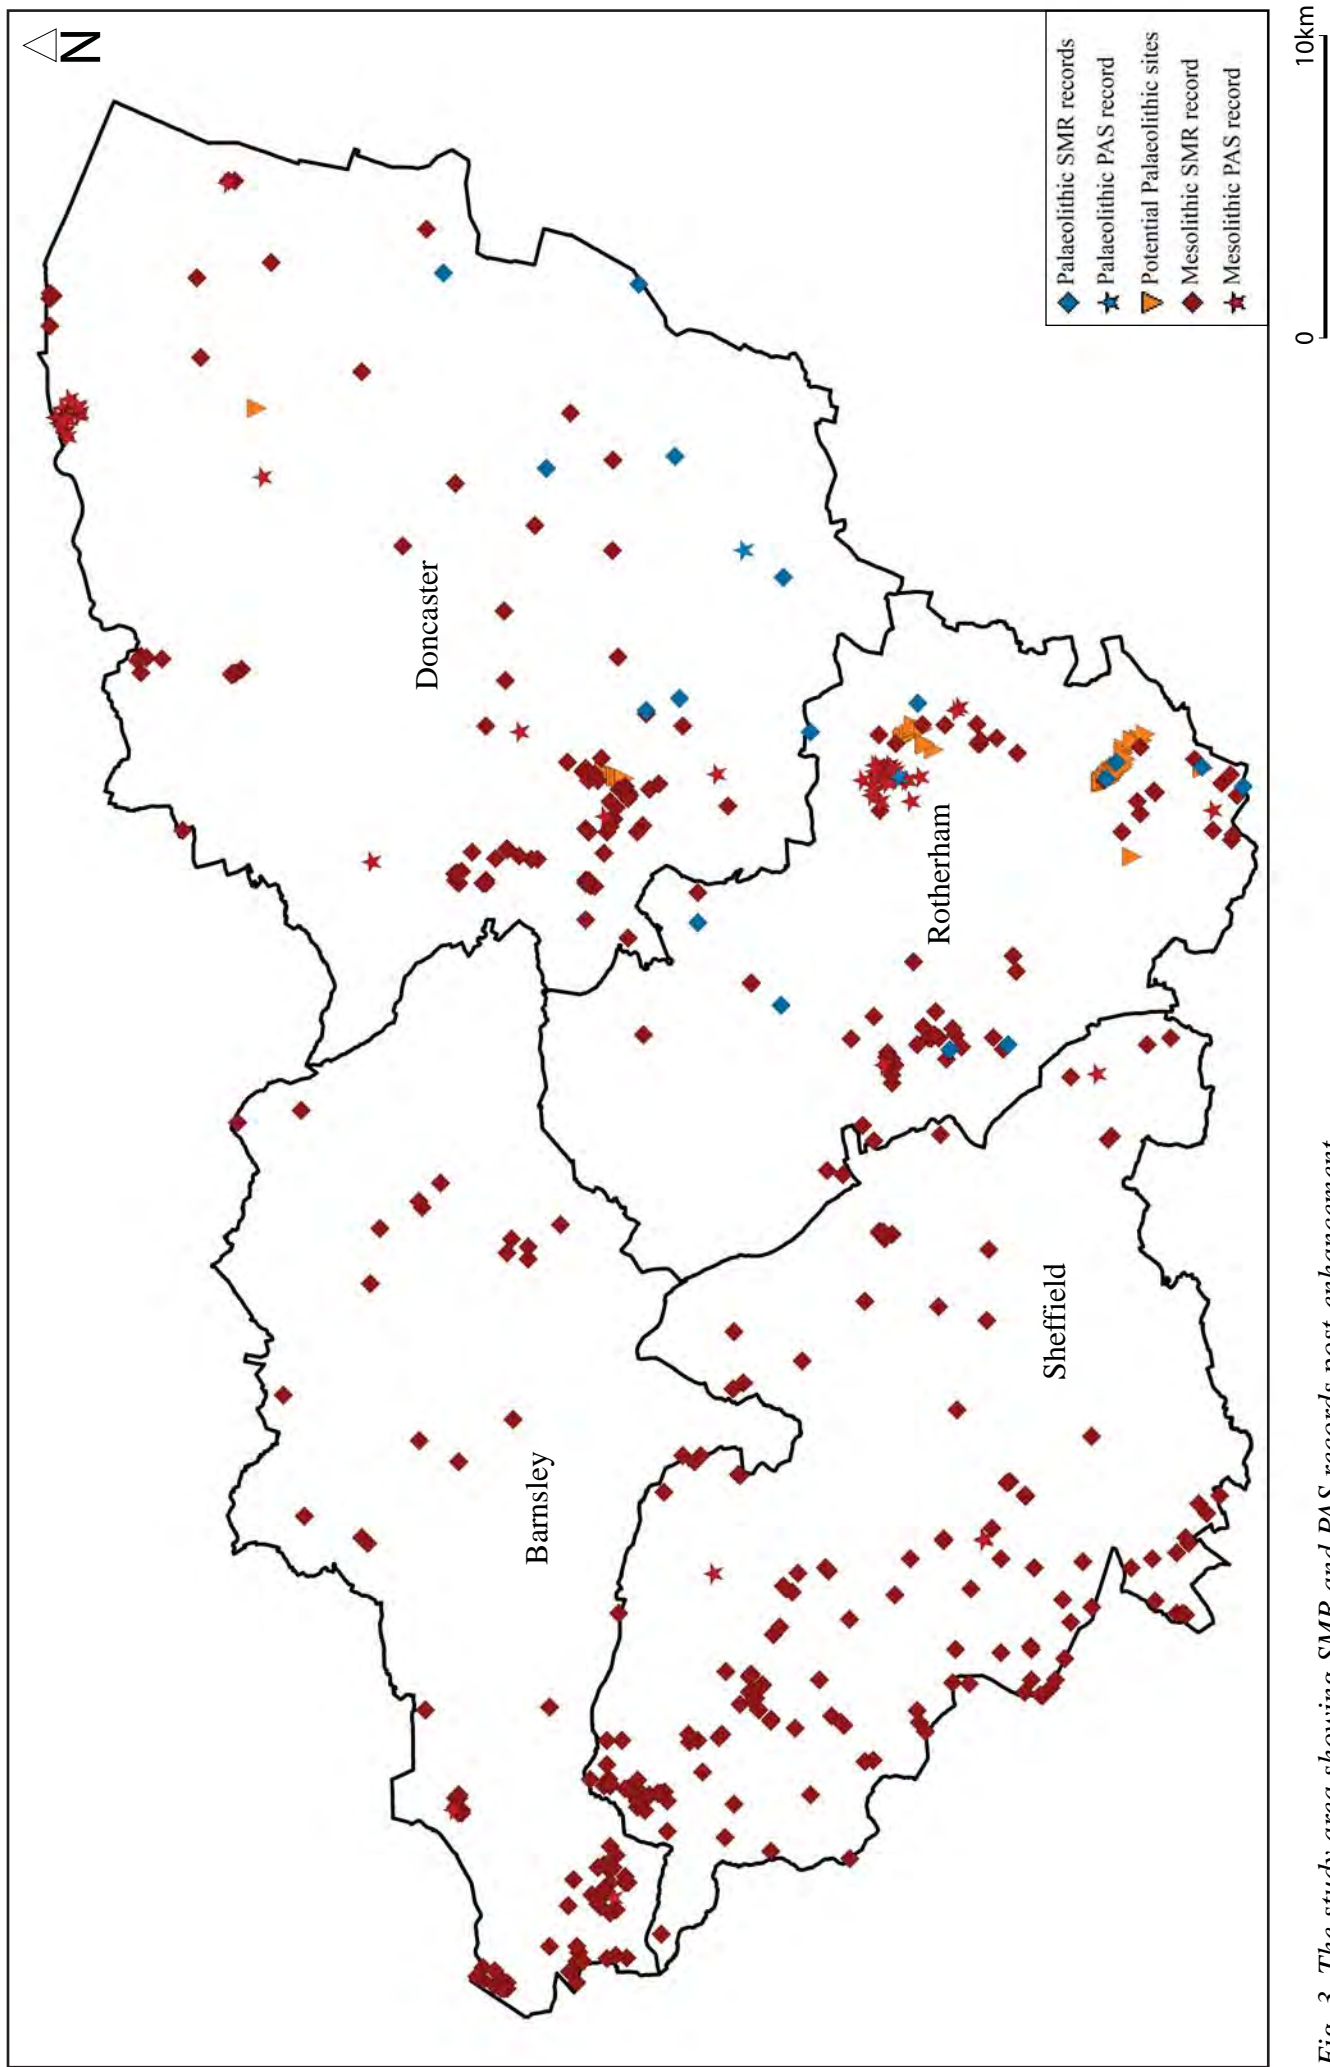 N
Doncaster
Barnsley
Rotherham
Sheffield
Palaeolithic SMR records
Palaeolithic PAS record
Potential Palaeolithic sites
Mesolithic SMR record
Mesolithic PAS record
0 10km
Fig. 3. The study area showing SMR and PAS records post-enhancement